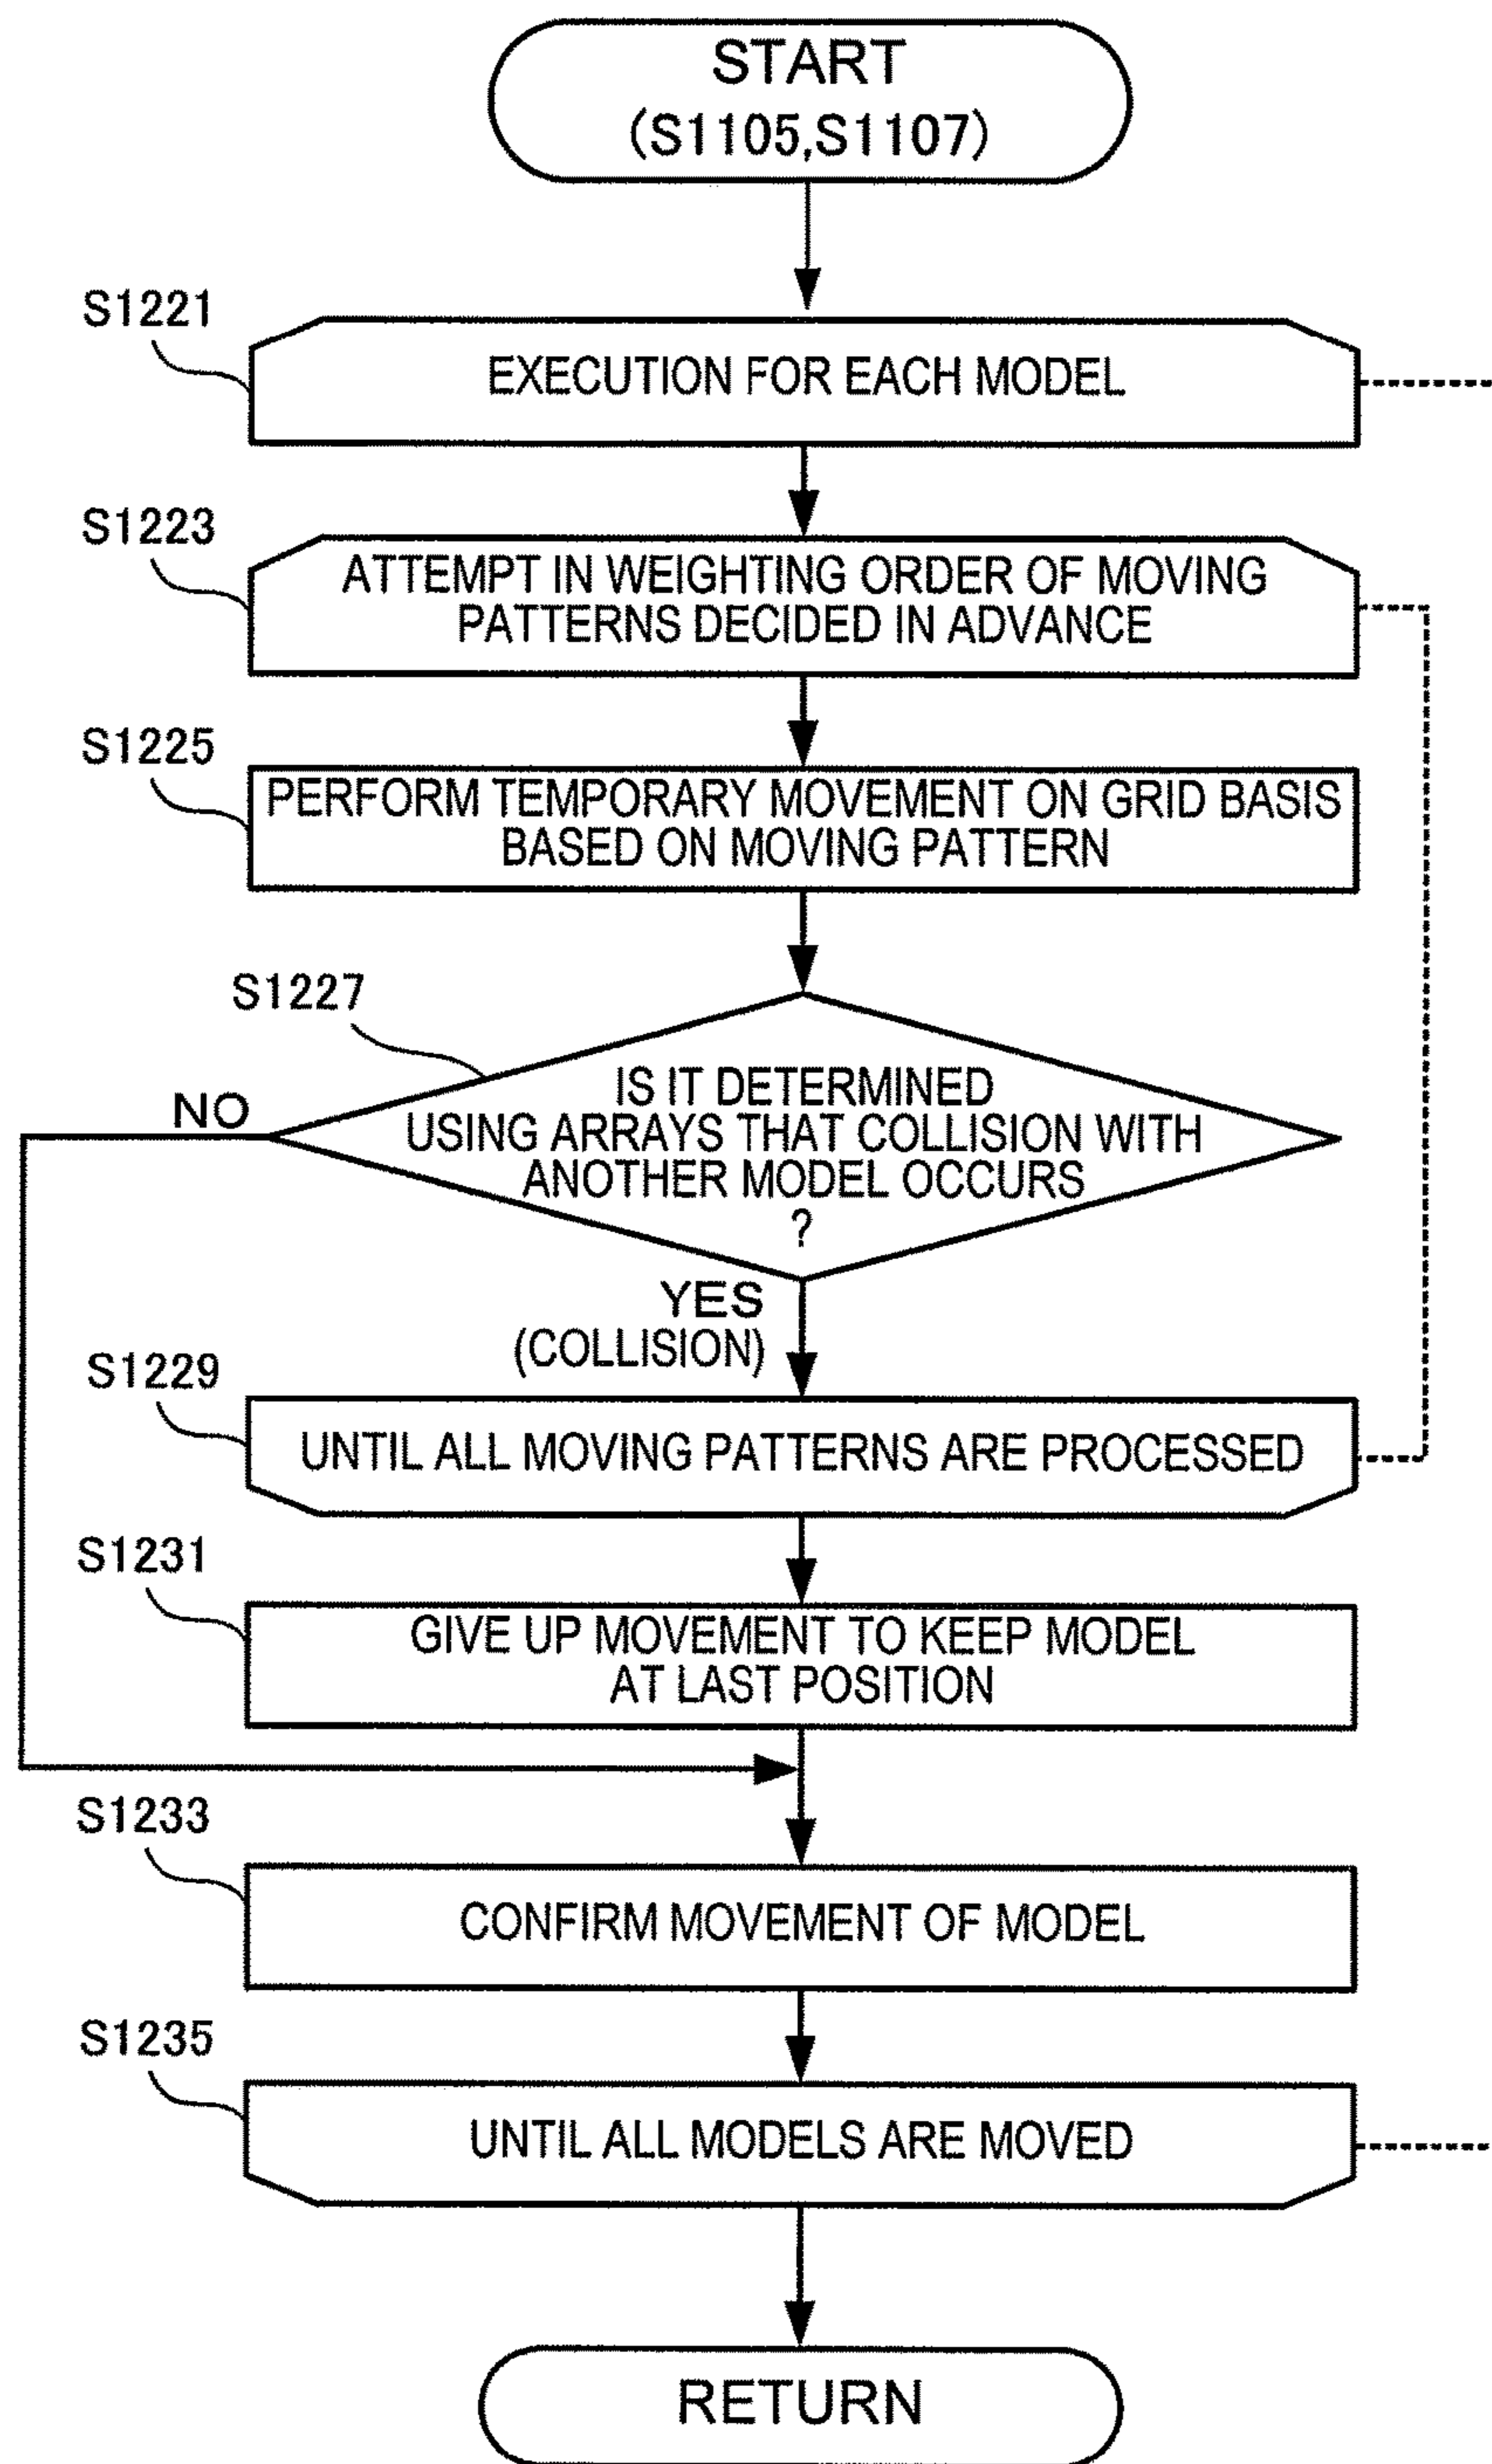 START
(S1105,S1107)
S1221
EXECUTION FOR EACH MODEL
S1223
ATTEMPT IN WEIGHTING ORDER OF MOVING
PATTERNS DECIDED IN ADVANCE
S1225
PERFORM TEMPORARY MOVEMENT ON GRID BASIS
BASED ON MOVING PATTERN
S1227
IS IT DETERMINED
USING ARRAYS THAT COLLISION WITH
ANOTHER MODEL OCCURS
?
NO
YES
(COLLISION)
S1229
UNTIL ALL MOVING PATTERNS ARE PROCESSED
S1231
GIVE UP MOVEMENT TO KEEP MODEL
AT LAST POSITION
S1233
CONFIRM MOVEMENT OF MODEL
S1235
UNTIL ALL MODELS ARE MOVED
RETURN